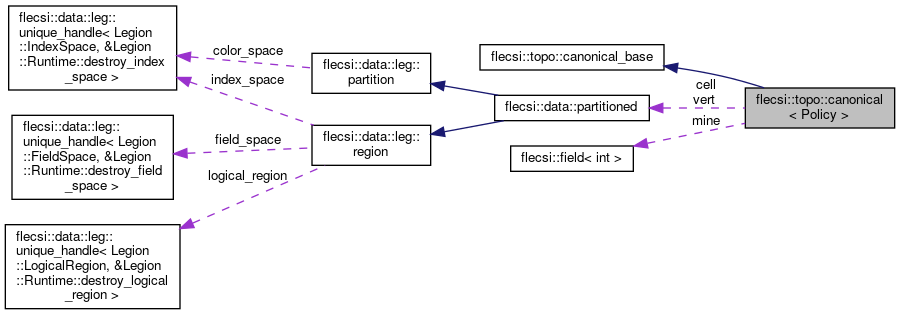 flecsi::data::leg::
unique_handle< Legion
::IndexSpace, &Legion
::Runtime::destroy_index
_space >
color_space
index_space
flecsi::data::leg::
partition
flecsi::topo::canonical_base
cell
vert
mine
flecsi::topo::canonical
< Policy >
flecsi::data::partitioned
flecsi::data::leg::
unique_handle< Legion
::FieldSpace, &Legion
::Runtime::destroy_field
_space >
field_space
logical_region
flecsi::data::leg::
region
flecsi::field< int >
flecsi::data::leg::
unique_handle< Legion
::LogicalRegion, &Legion
::Runtime::destroy_logical
_region >